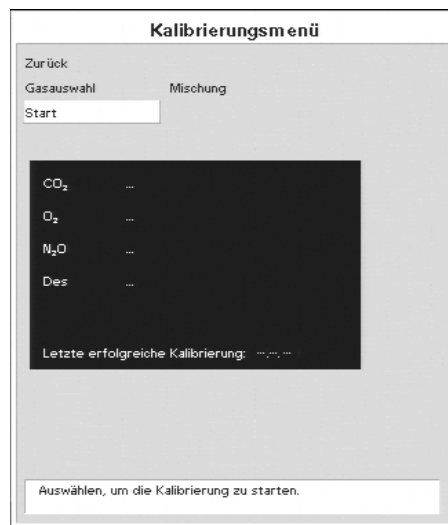 Kalibrierungsmenü
Zurück
Gasauswahl Mischung
Start
CO₂ ...
O₂ ...
N₂O ...
Des ...
Letzte erfolgreiche Kalibrierung: ...-...-...
Auswählen, um die Kalibrierung zu starten.